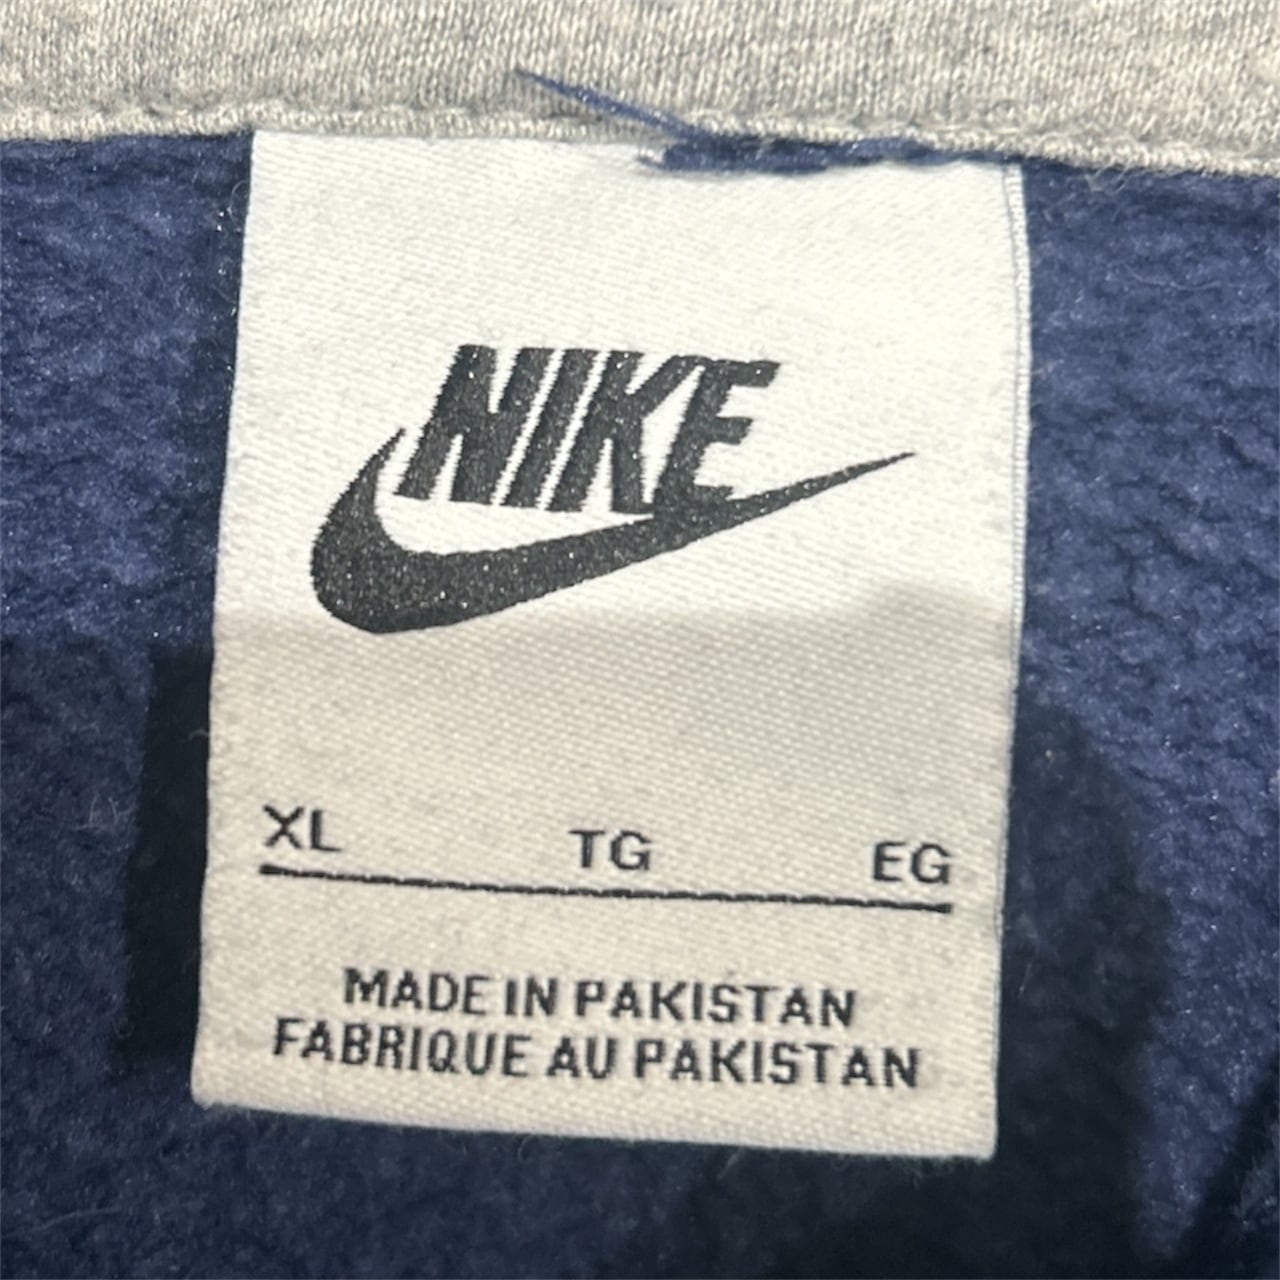 NIKE
XL TG EG
MADE IN PAKISTAN
FABRIQUE AU PAKISTAN